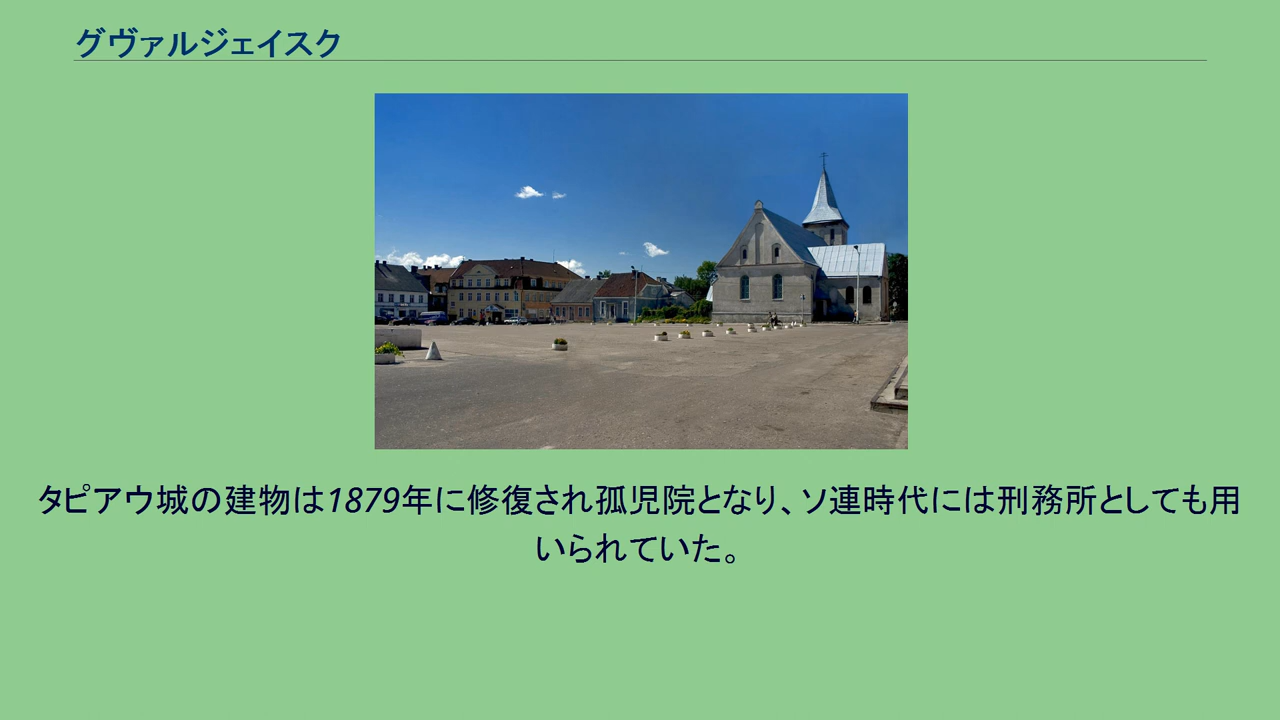 グヴァルジェイスク
タピアウ城の建物は1879年に修復され孤児院となり、ソ連時代には刑務所としても用
いられていた。